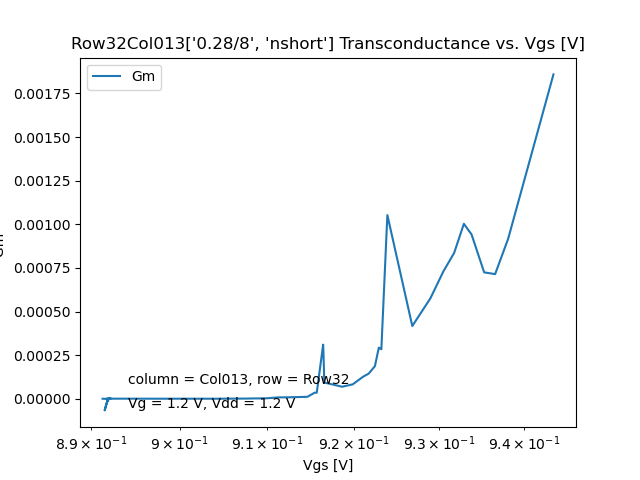 Row32Col013['0.28/8', 'nshort'] Transconductance vs. Vgs [V]
Gm
0.00175
0.00150
0.00125
0.00100
0.00075
0.00050
0.00025
0.00000
Gm
column = Col013, row = Row32
Vg = 1.2 V, Vdd = 1.2 V
8.9 × 10⁻¹ 9 × 10⁻¹ 9.1 × 10⁻¹ 9.2 × 10⁻¹ 9.3 × 10⁻¹ 9.4 × 10⁻¹
Vgs [V]